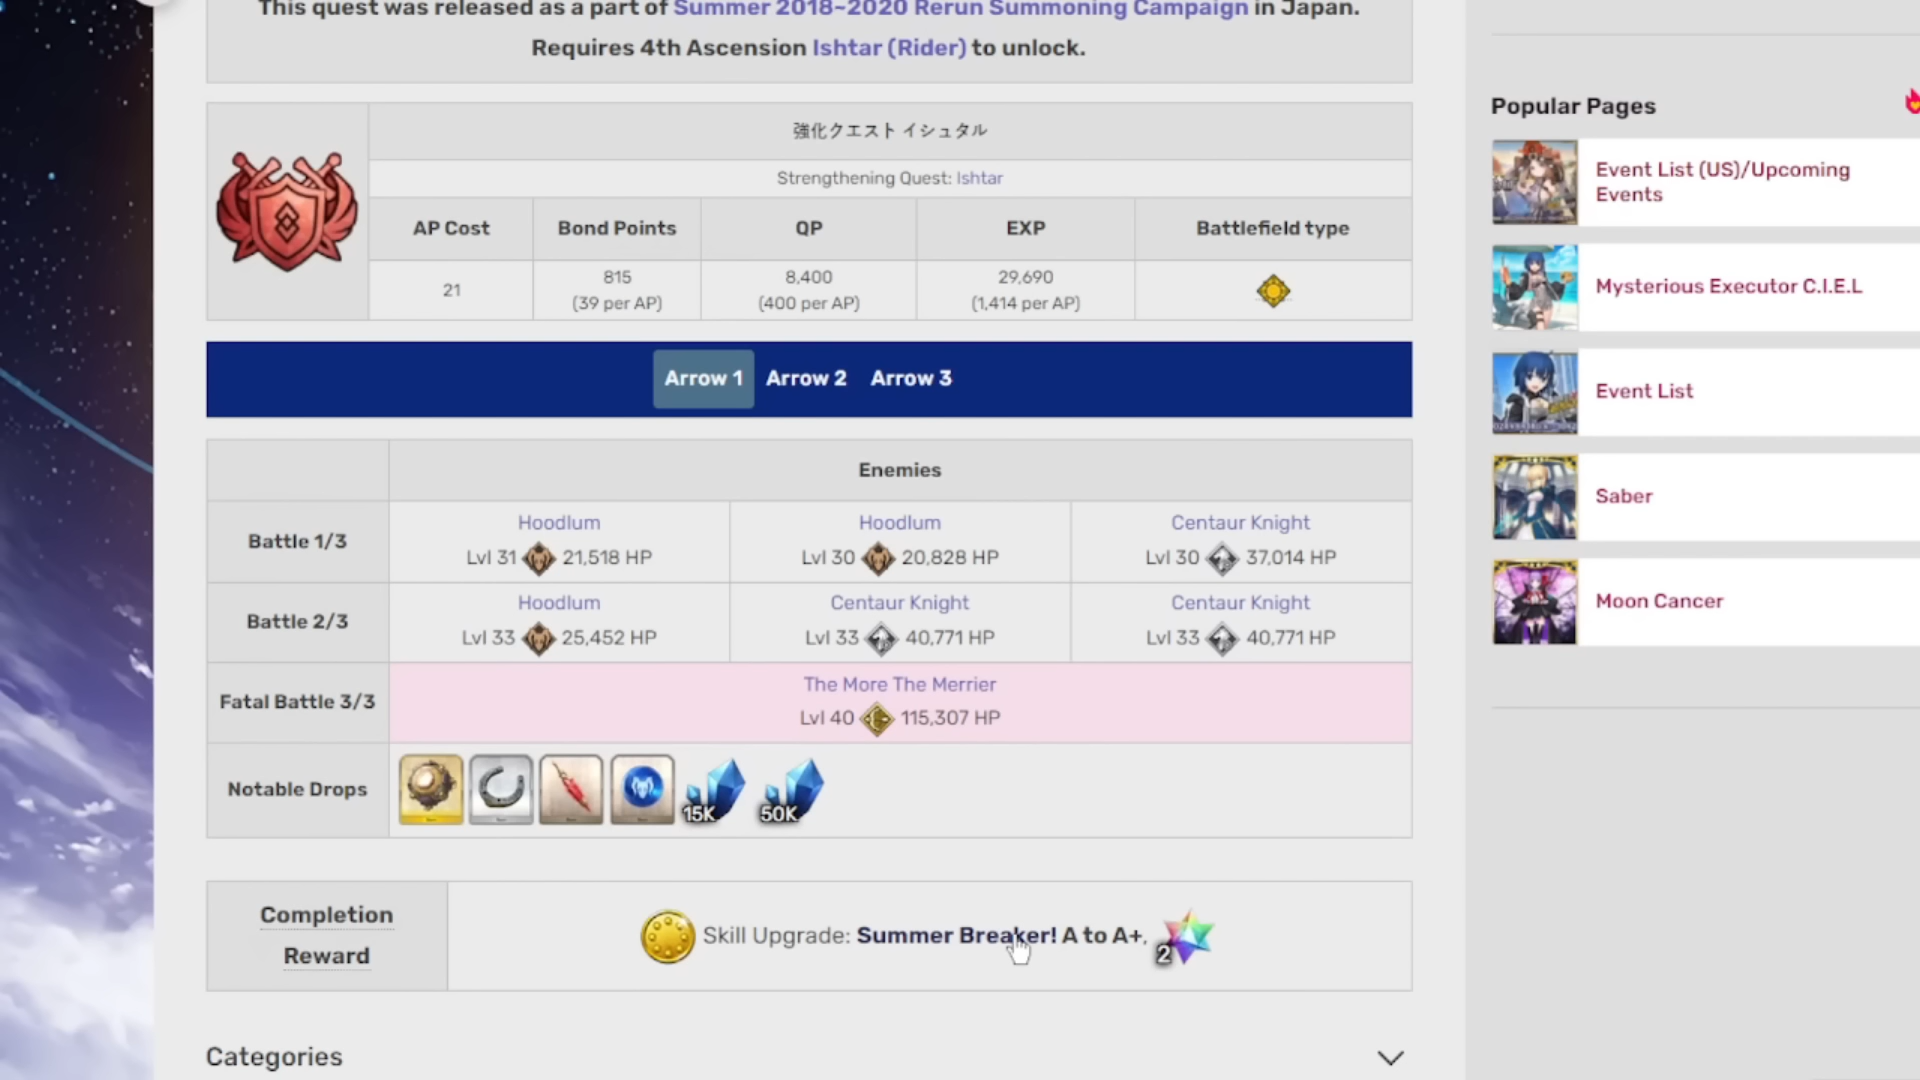 This quest was released as a part of Summer 2018~2020 Rerun Summoning Campaign in Japan.
Requires 4th Ascension Ishtar (Rider) to unlock.
強化クエスト イシュタル
Strengthening Quest: Ishtar
AP Cost Bond Points QP EXP Battlefield type
21 815 (39 per AP) 8,400 (400 per AP) 29,690 (1,414 per AP)
Arrow 1 Arrow 2 Arrow 3
Enemies
Battle 1/3
Hoodlum Hoodlum Centaur Knight
Lvl 31 21,518 HP Lvl 30 20,828 HP Lvl 30 37,014 HP
Battle 2/3
Hoodlum Centaur Knight Centaur Knight
Lvl 33 25,452 HP Lvl 33 40,771 HP Lvl 33 40,771 HP
Fatal Battle 3/3
The More The Merrier
Lvl 40 115,307 HP
Notable Drops
15K 50K
Completion
Reward
Skill Upgrade: Summer Breaker! A to A+, 2
Categories
Popular Pages
Event List (US)/Upcoming
Events
Mysterious Executor C.I.E.L
Event List
Saber
Moon Cancer